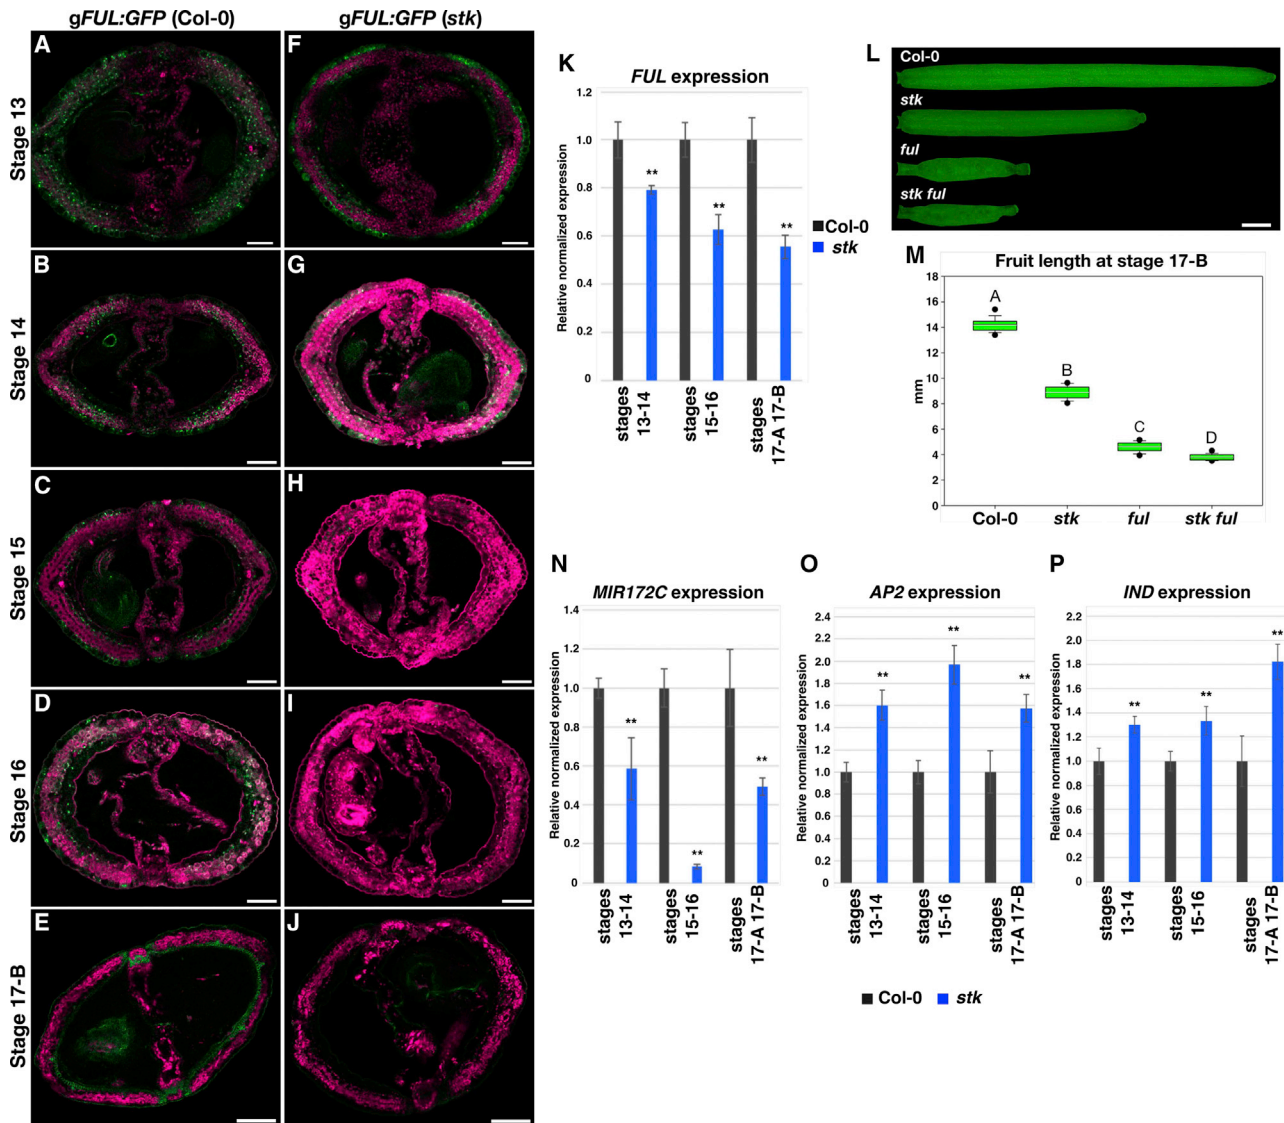 gFUL:GFP (Col-0)
gFUL:GFP (stk)
Stage 13
A
F
Stage 14
B
G
Stage 15
C
H
Stage 16
D
I
Stage 17-B
E
J
K
FUL expression
Relative normalized expression
1.2
1.0
0.8
0.6
0.4
0.2
0
**
**
**
stages 13-14
stages 15-16
stages 17-A 17-B
Col-0
stk
L
Col-0
stk
ful
stk ful
M
Fruit length at stage 17-B
mm
18
16
14
12
10
8
6
4
2
0
A
B
C
D
Col-0
stk
ful
stk ful
N
MIR172C expression
Relative normalized expression
1.4
1.2
1.0
0.8
0.6
0.4
0.2
0
**
**
**
stages 13-14
stages 15-16
stages 17-A 17-B
O
AP2 expression
Relative normalized expression
2.4
2.2
2.0
1.8
1.6
1.4
1.2
1.0
0.8
0.6
0.4
0.2
0
**
**
**
stages 13-14
stages 15-16
stages 17-A 17-B
P
IND expression
Relative normalized expression
2.2
2.0
1.8
1.6
1.4
1.2
1.0
0.8
0.6
0.4
0.2
0
**
**
**
stages 13-14
stages 15-16
stages 17-A 17-B
Col-0
stk